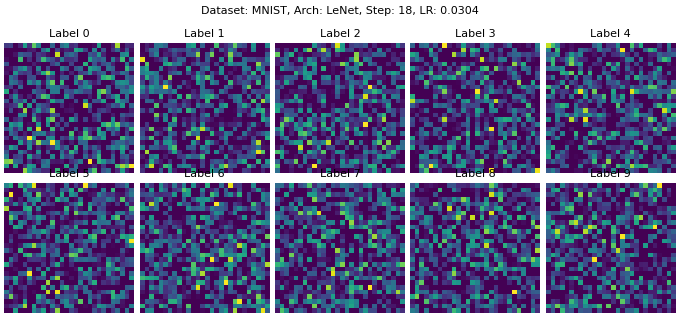 Dataset: MNIST, Arch: LeNet, Step: 18, LR: 0.0304
Label 0 Label 1 Label 2 Label 3 Label 4
Label 5 Label 6 Label 7 Label 8 Label 9